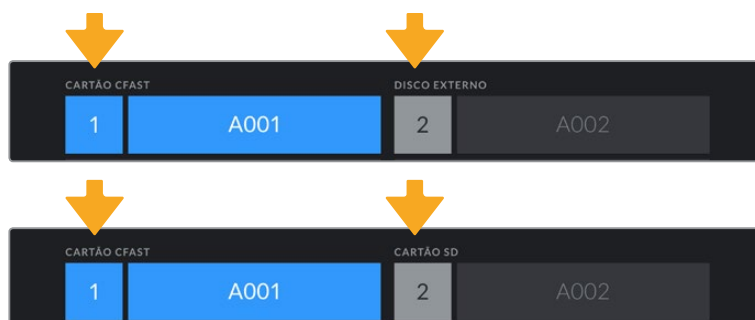 CARTÃO CFAST DISCO EXTERNO
1 A001 2 A002
CARTÃO CFAST CARTÃO SD
1 A001 2 A002